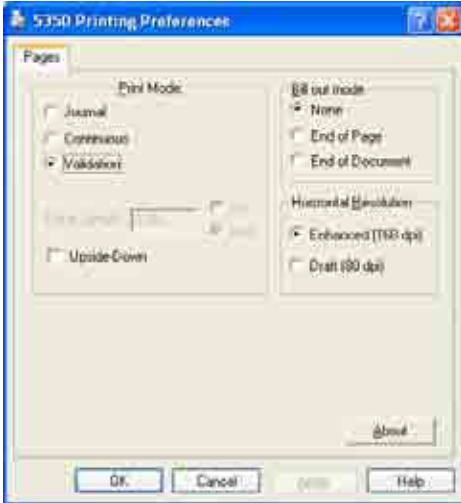 5350 Printing Preferences
Pages
Print Mode
Journal
Continuous
Validation
Upside-Down
Bill out mode
None
End of Page
End of Document
Horizontal Resolution
Enhanced (160 dpi)
Draft (80 dpi)
About
OK
Cancel
Help